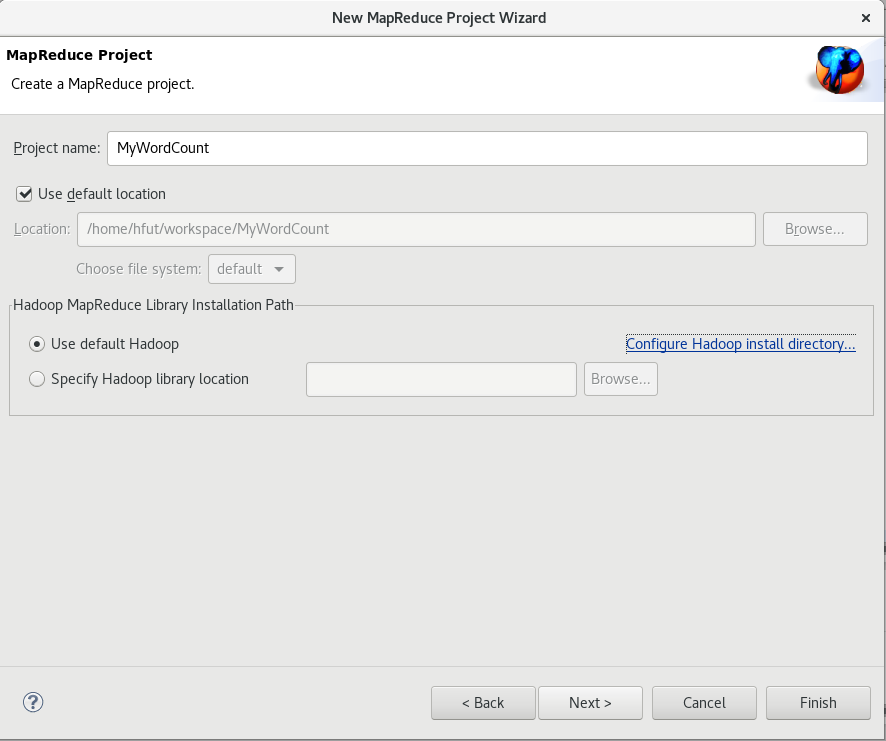 New MapReduce Project Wizard
MapReduce Project
Create a MapReduce project.
Project name: MyWordCount
Use default location
Location: /home/hfut/workspace/MyWordCount Browse...
Choose file system: default
Hadoop MapReduce Library Installation Path
Use default Hadoop Configure Hadoop install directory...
Specify Hadoop library location Browse...
? < Back Next > Cancel Finish